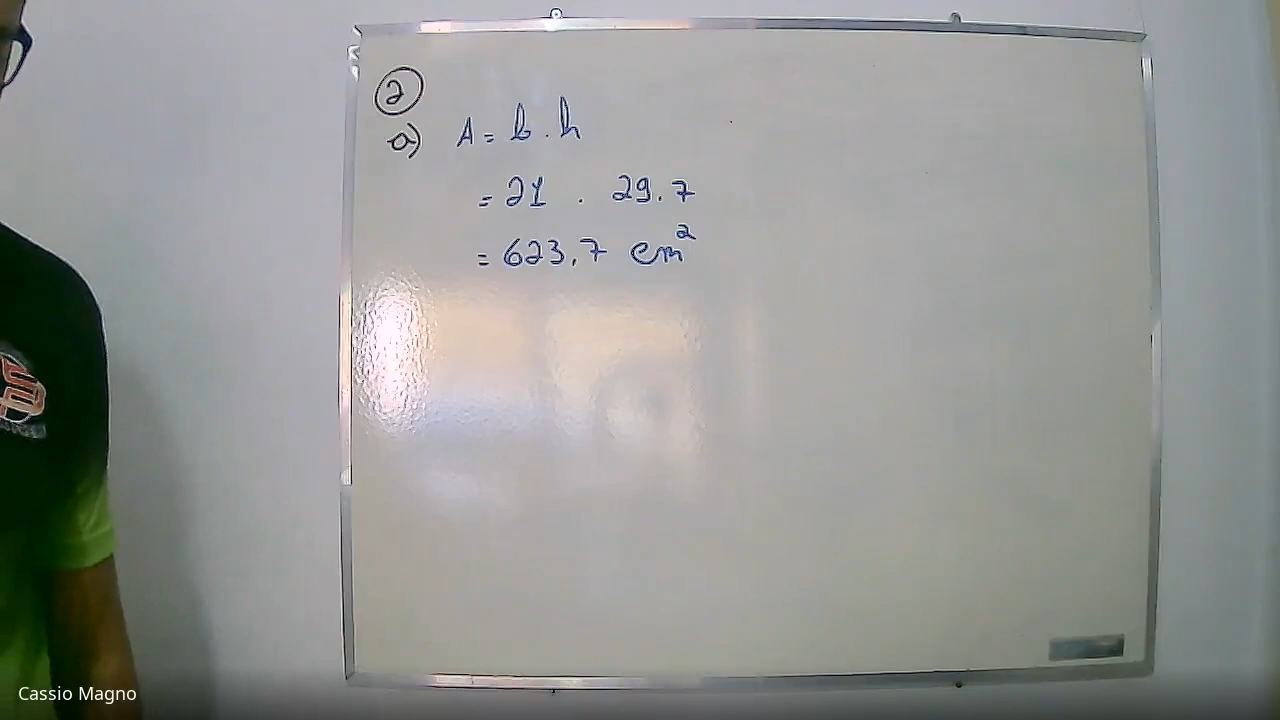 2
a) A = b . h
= 21 . 29.7
= 623,7 cm²
Cassio Magno